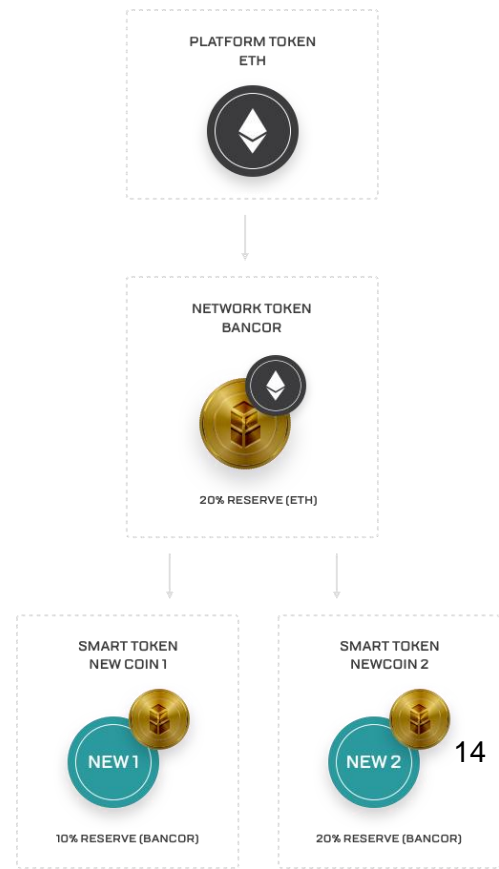 PLATFORM TOKEN
ETH
NETWORK TOKEN
BANCOR
20% RESERVE (ETH)
SMART TOKEN
NEW COIN 1
NEW 1
10% RESERVE (BANCOR)
SMART TOKEN
NEWCOIN 2
NEW 2
14
20% RESERVE (BANCOR)